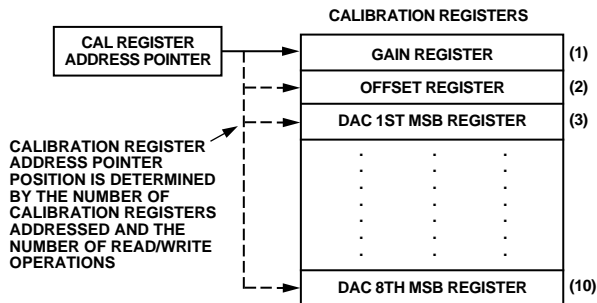 CALIBRATION REGISTERS
CAL REGISTER
ADDRESS POINTER
GAIN REGISTER
(1)
OFFSET REGISTER
(2)
DAC 1ST MSB REGISTER
(3)
CALIBRATION REGISTER
ADDRESS POINTER
POSITION IS DETERMINED
BY THE NUMBER OF
CALIBRATION REGISTERS
ADDRESSED AND THE
NUMBER OF READ/WRITE
OPERATIONS
DAC 8TH MSB REGISTER
(10)